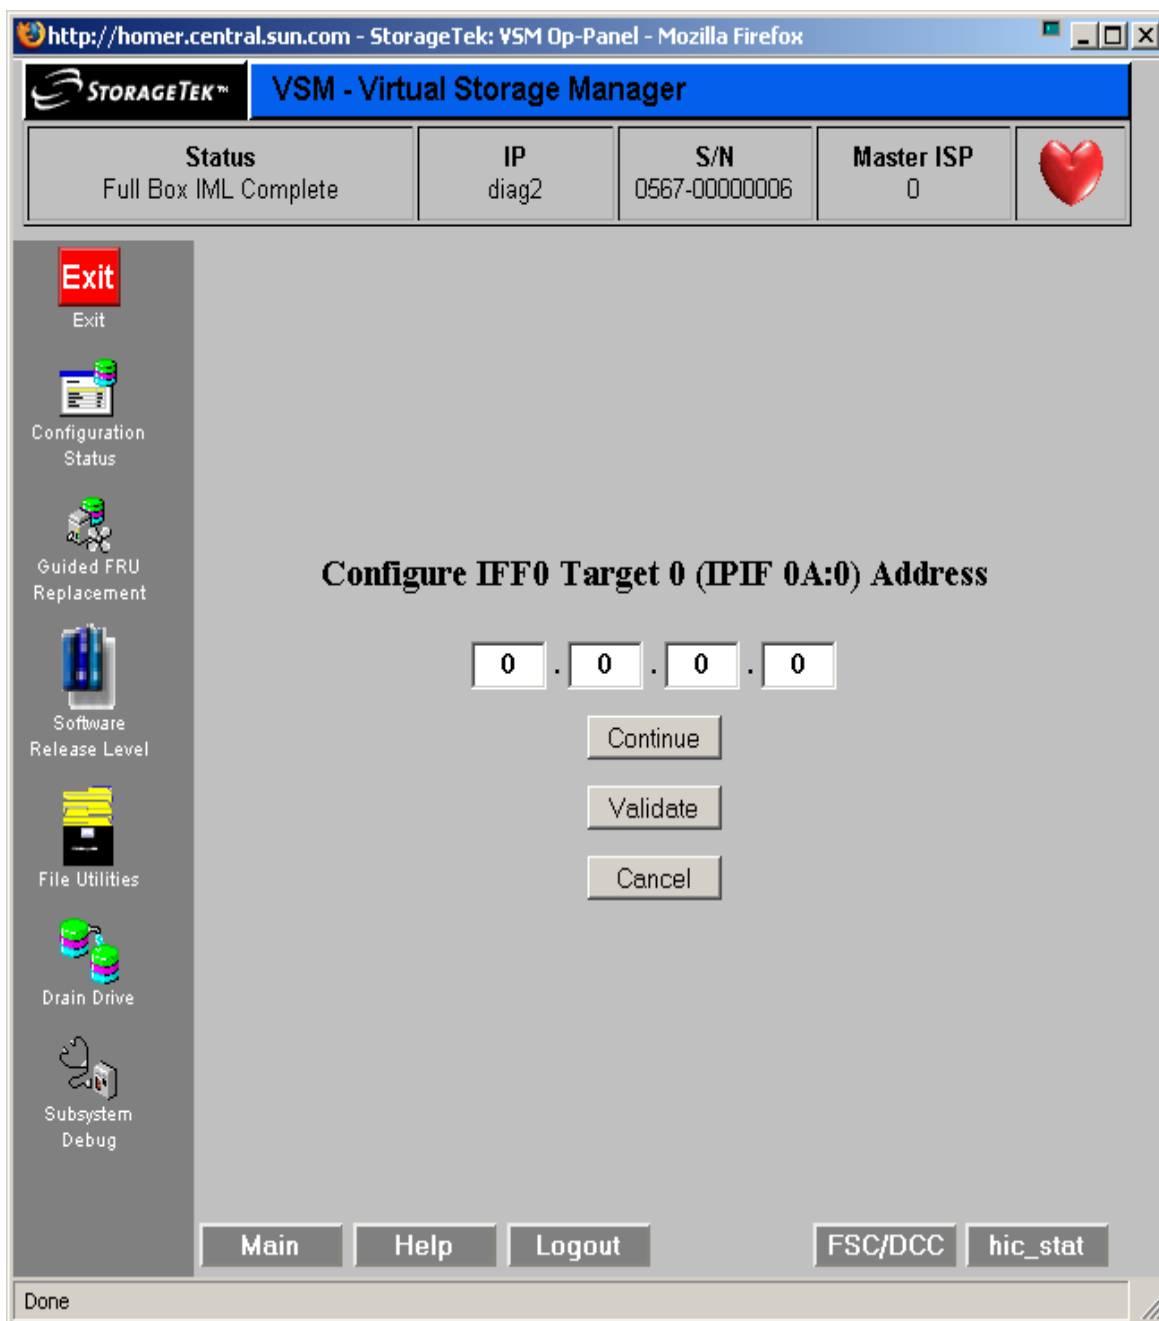 http://homer.central.sun.com - StorageTek: VSM Op-Panel - Mozilla Firefox
STORAGETEK™ VSM - Virtual Storage Manager
Status IP S/N Master ISP
Full Box IML Complete diag2 0567-00000006 0
Exit
Exit
Configuration
Status
Guided FRU
Replacement
Software
Release Level
File Utilities
Drain Drive
Subsystem
Debug
Configure IFF0 Target 0 (IPIF 0A:0) Address
0 . 0 . 0 . 0
Continue
Validate
Cancel
Main Help Logout FSC/DCC hic_stat
Done